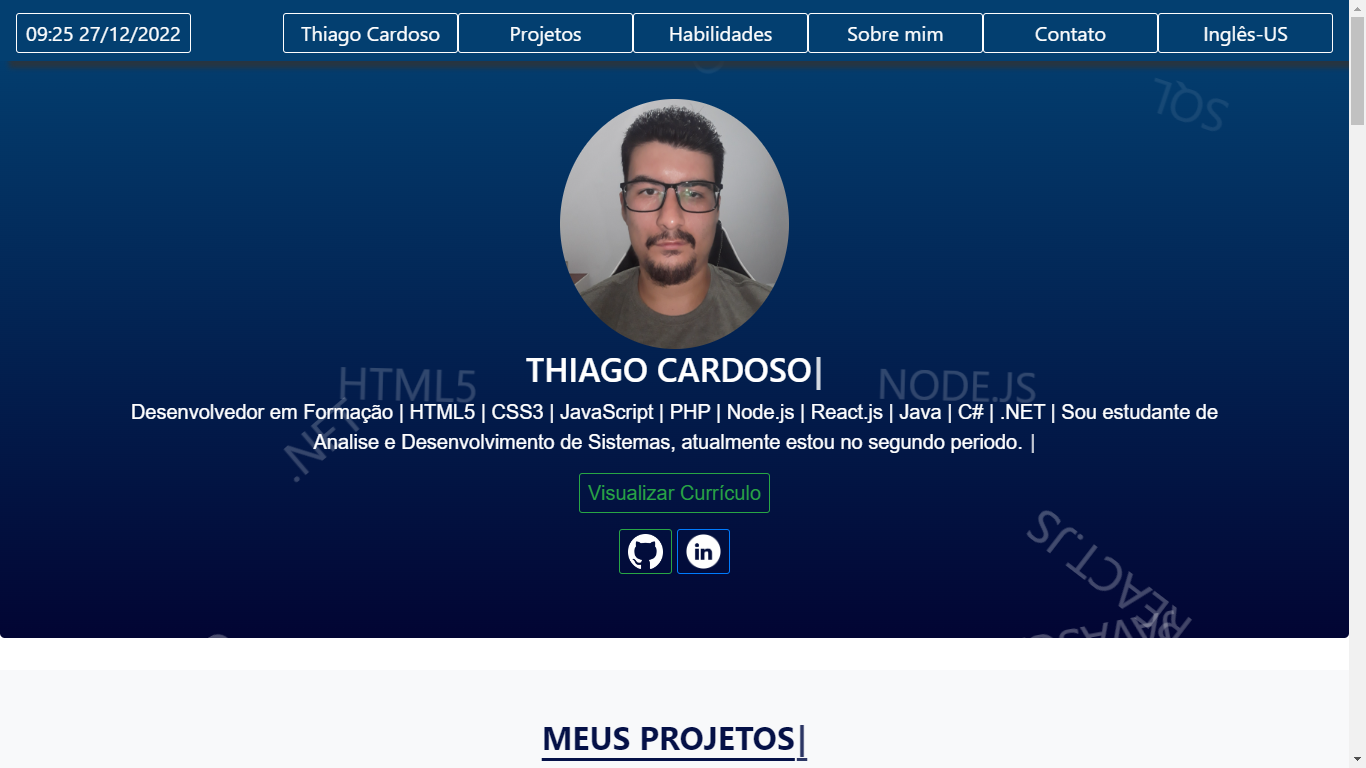 09:25 27/12/2022
Thiago Cardoso
Projetos
Habilidades
Sobre mim
Contato
Inglês-US
SQL
THIAGO CARDOSO|
HTML5
NODE.JS
Desenvolvedor em Formação | HTML5 | CSS3 | JavaScript | PHP | Node.js | React.js | Java | C# | .NET | Sou estudante de
Analise e Desenvolvimento de Sistemas, atualmente estou no segundo periodo. |
.NET
Visualizar Currículo
in
REACT.JS
MEUS PROJETOS|